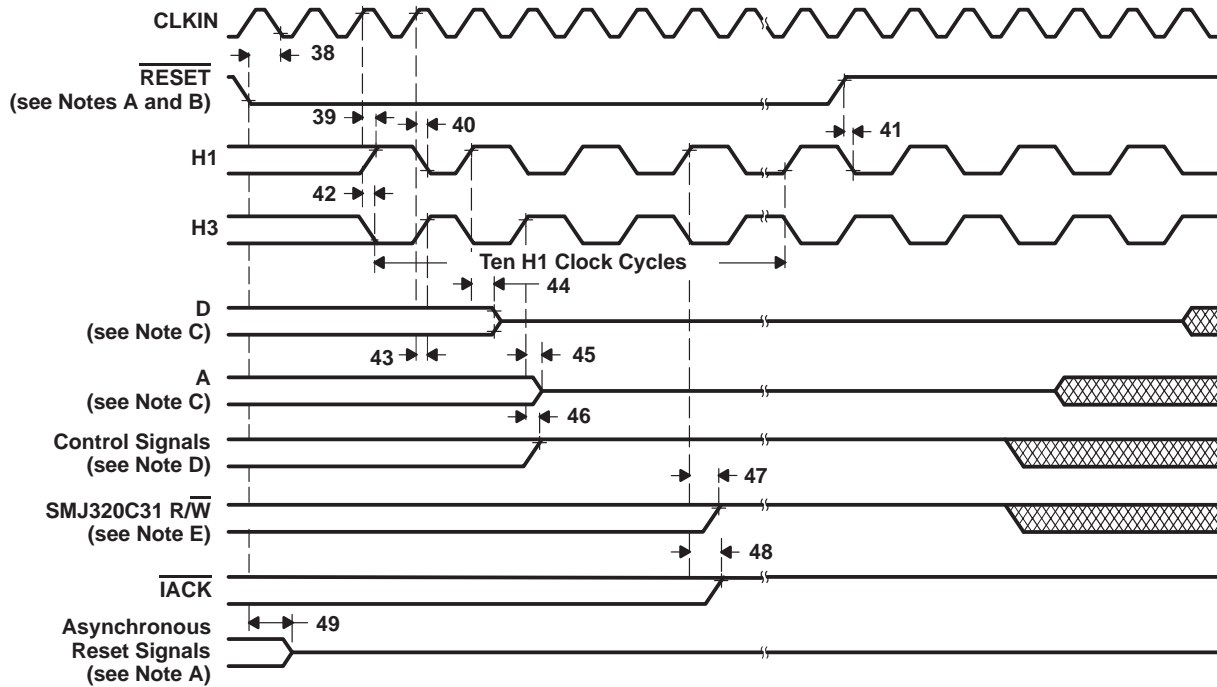 CLKIN
38
RESET
(see Notes A and B)
39
40
41
H1
42
H3
Ten H1 Clock Cycles
44
D
(see Note C)
43
45
A
(see Note C)
46
Control Signals
(see Note D)
47
SMJ320C31 R/W
(see Note E)
48
IACK
49
Asynchronous
Reset Signals
(see Note A)